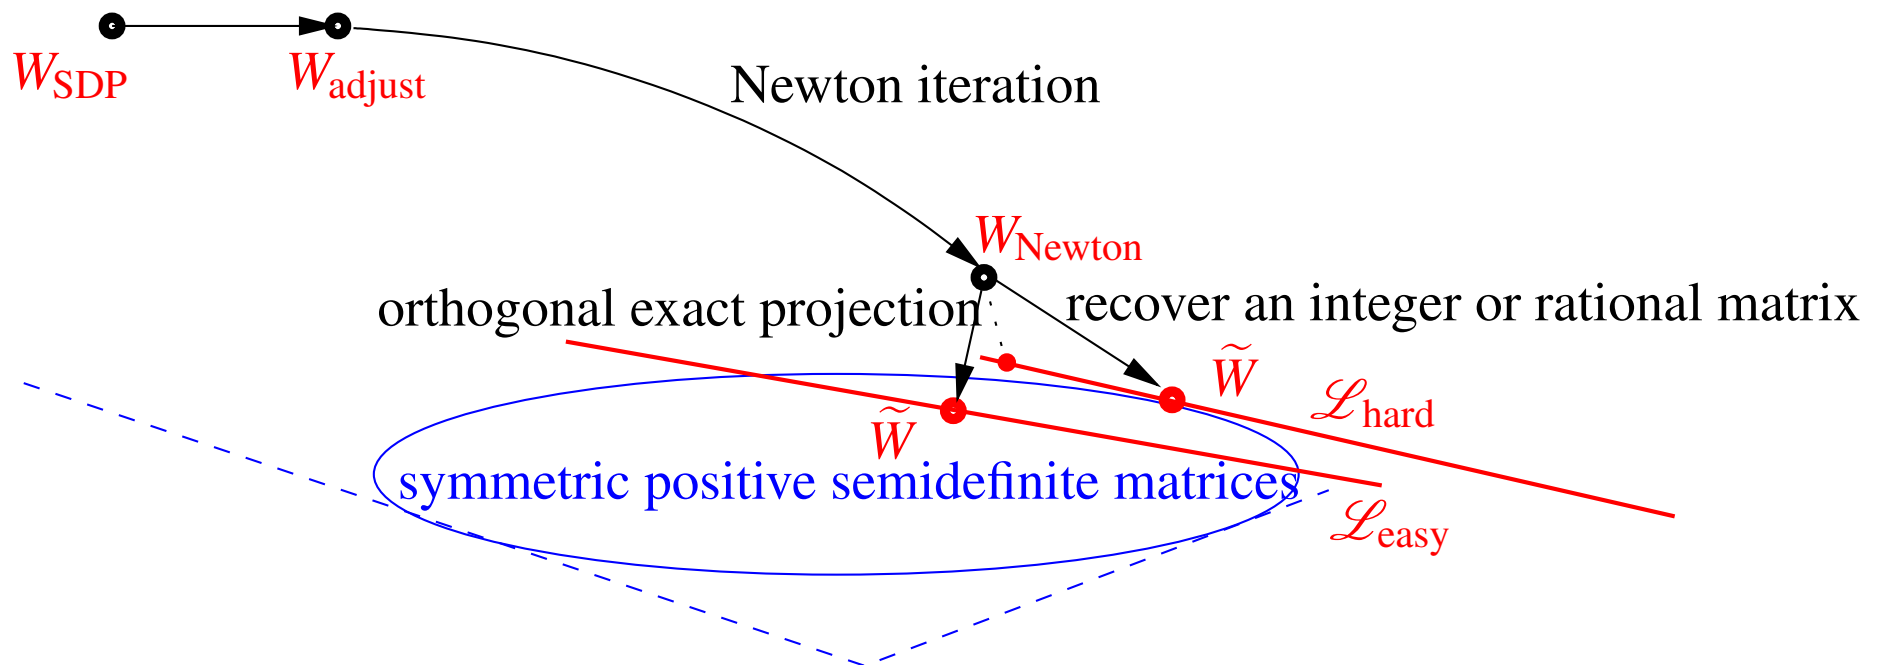 W_SDP
W_adjust
Newton iteration
W_Newton
orthogonal exact projection
recover an integer or rational matrix
W̃
ℒ_hard
W̃
symmetric positive semidefinite matrices
ℒ_easy